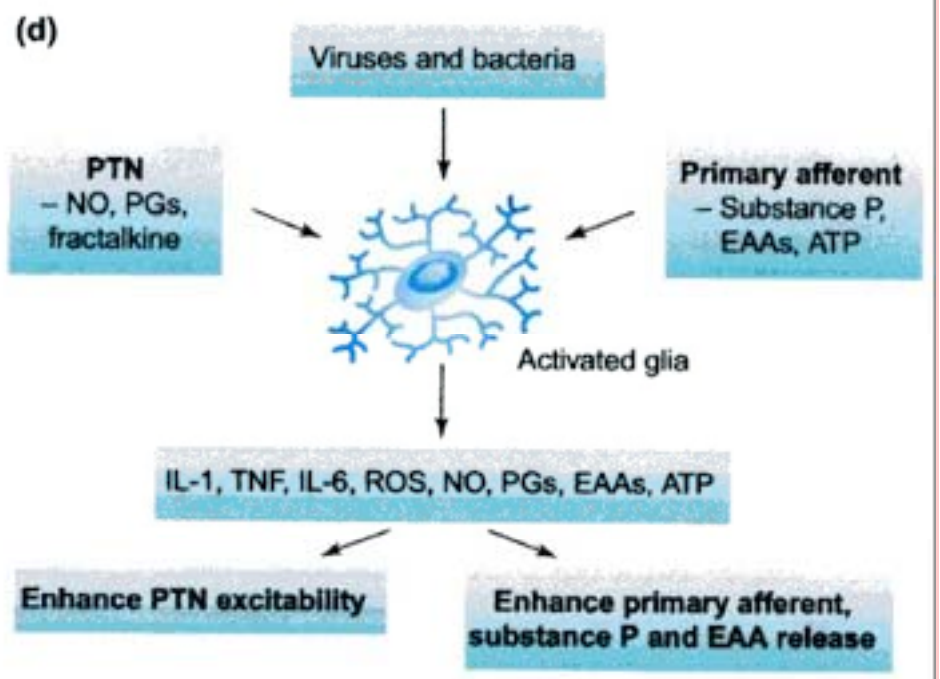 (d)
Viruses and bacteria
PTN
– NO, PGs,
fractalkine
Primary afferent
– Substance P,
EAAs, ATP
Activated glia
IL-1, TNF, IL-6, ROS, NO, PGs, EAAs, ATP
Enhance PTN excitability
Enhance primary afferent,
substance P and EAA release